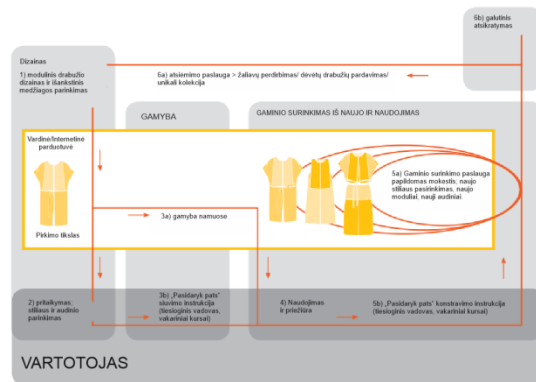 6b) galutinis
atsikratymas
Dizainas
1) modulinis drabužio
dizainas ir išankstinis
medžiagos parinkimas
6a) atsiėmimo paslauga > žaliavų perdirbimas/ dėvėtų drabužių pardavimas/
unikali kolekcija
GAMYBA
GAMINIO SURINKIMAS IŠ NAUJO IR NAUDOJIMAS
Vardinė/internetinė
parduotuvė
Pirkimo tikslas
3a) gamyba namuose
5a) Gaminio surinkimo paslauga
papildomas mokestis; naujo
stiliaus pasirinkimas, naujo
moduliai, nauji audiniai.
2) pritaikymas;
stiliaus ir audinio
parinkimas
3b) „Pasidaryk pats“
siuvimo instrukcija
(tiesioginis vadovas,
vakariniai kursai)
4) Naudojimas
ir priežiūra
5b) „Pasidaryk pats“ konstravimo instrukcija
(tiesioginis vadovas, vakariniai kursai)
VARTOTOJAS